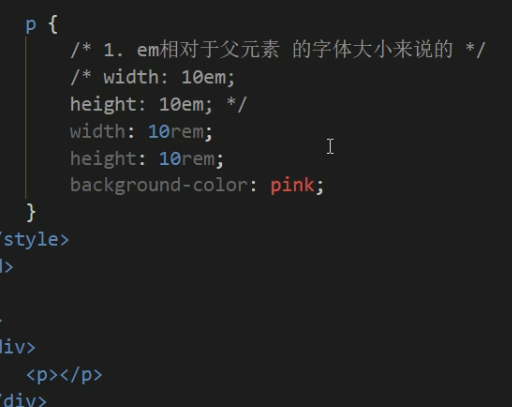 p {
/* 1. em相对于父元素 的字体大小来说的 */
/* width: 10em;
height: 10em; */
width: 10rem;
height: 10rem;
background-color: pink;
}
/style>
d>
>
div>
<p></p>
/div>